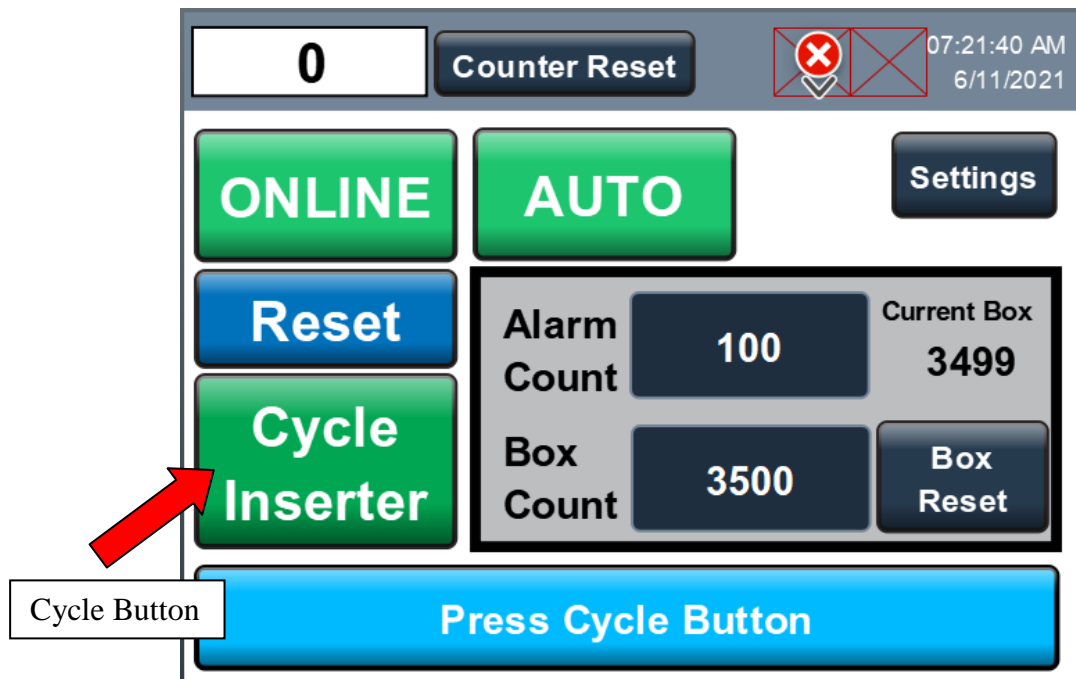 0
Counter Reset
07:21:40 AM
6/11/2021
ONLINE
AUTO
Settings
Reset
Alarm
Count
100
Current Box
3499
Cycle
Inserter
Box
Count
3500
Box
Reset
Cycle Button
Press Cycle Button